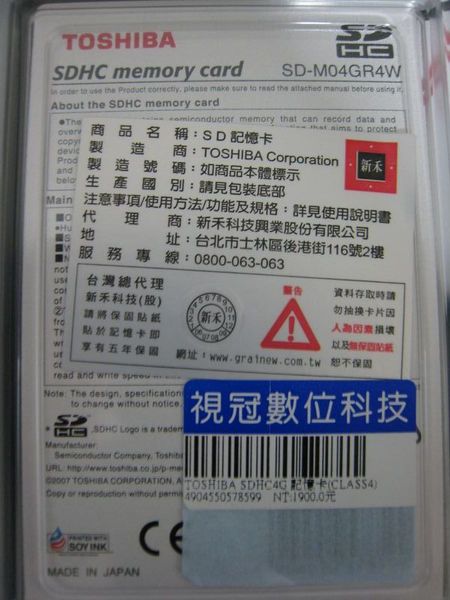 TOSHIBA
SD HC
SDHC memory card SD-M04GR4W
In order to use the Product correctly, please make sure to read the attached manual before using it.
About the SDHC memory card
semiconductor memory that can record data and
商品名稱：SD記憶卡
製造商：TOSHIBA Corporation
製造號碼：如商品本體標示
生產國別：請見包裝底部
新禾
注意事項/使用方法/功能及規格：詳見使用說明書
代理商：新禾科技興業股份有限公司
地址：台北市士林區後港街116號2樓
服務專線：0800-063-063
台灣總代理
新禾科技(股)
請將保固貼紙
貼於記憶卡即
享有五年保固
新禾
網址：www.grainew.com.tw
警告
資料存取時請
勿抽換卡片因
人為因素損壞
以及無保固貼紙
恕不保固
read and write speed
Note: The design, specification
to change without notice.
SD HC
SDHC Logo is a tradem
Manufacturer:
Semiconductor Company, Toshib
URL: http://www.toshiba.co.jp/p-me
©2007 TOSHIBA CORPORATION, A
Copy or reproduction without permi
視冠數位科技
TOSHIBA SDHC4G 記憶卡(CLASS4)
4904550578599 NT:1900.0元
PRINTED WITH
SOY INK
CE
MADE IN JAPAN